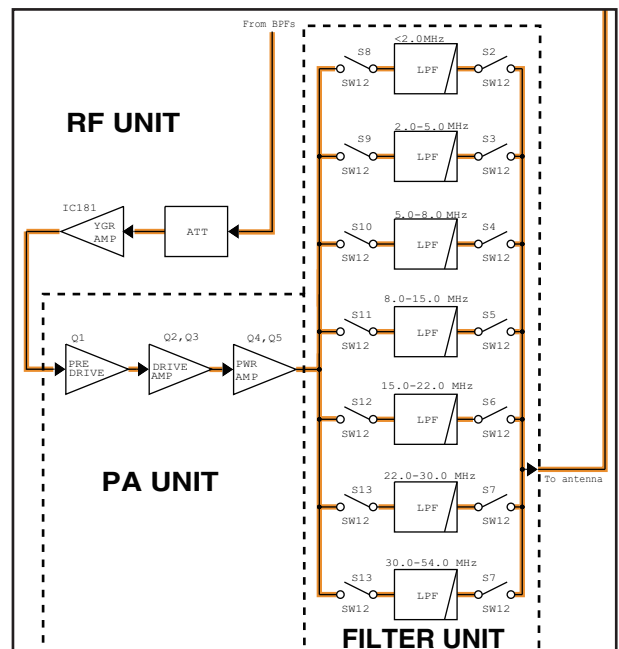 From BPFs
<2.0MHz
S8
LPF
S2
SW12
SW12
RF UNIT
2.0-5.0 MHz
S9
LPF
S3
SW12
SW12
IC181
YGR
AMP
ATT
5.0-8.0 MHz
S10
LPF
S4
SW12
SW12
8.0-15.0 MHz
S11
LPF
S5
SW12
SW12
Q1
PRE
DRIVE
Q2,Q3
DRIVE
AMP
Q4,Q5
PWR
AMP
15.0-22.0 MHz
S12
LPF
S6
SW12
SW12
PA UNIT
To antenna
22.0-30.0 MHz
S13
LPF
S7
SW12
SW12
30.0-54.0 MHz
S13
LPF
S7
SW12
SW12
FILTER UNIT